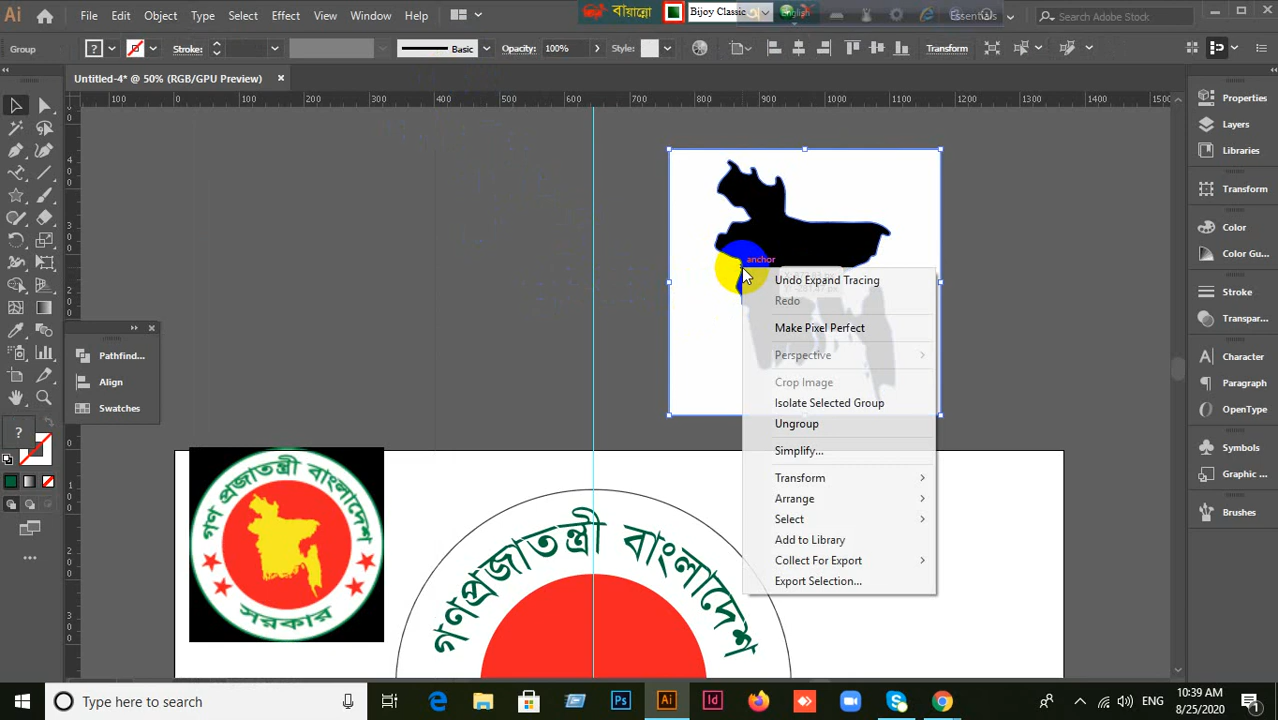 File Edit Object Type Select Effect View Window Help
বায়ান্নো Bijoy Classic English Essentials Search Adobe Stock
Group Stroke: Basic Opacity: 100% Style: Transform
Untitled-4* @ 50% (RGB/GPU Preview)
100 0 100 200 300 400 500 600 700 800 900 1000 1100 1200 1300 1400 1500
Properties
Layers
Libraries
Transform
Color
Color Gu...
Stroke
Transpar...
Character
Paragraph
OpenType
Symbols
Graphic ...
Brushes
Pathfind...
Align
Swatches
anchor
Undo Expand Tracing
Redo
Make Pixel Perfect
Perspective
Crop Image
Isolate Selected Group
Ungroup
Simplify...
Transform
Arrange
Select
Add to Library
Collect For Export
Export Selection...
গণ প্রজাতন্ত্রী বাংলাদেশ
সরকার
গণপ্রজাতন্ত্রী বাংলাদেশ
Type here to search
ENG
10:39 AM
8/25/2020